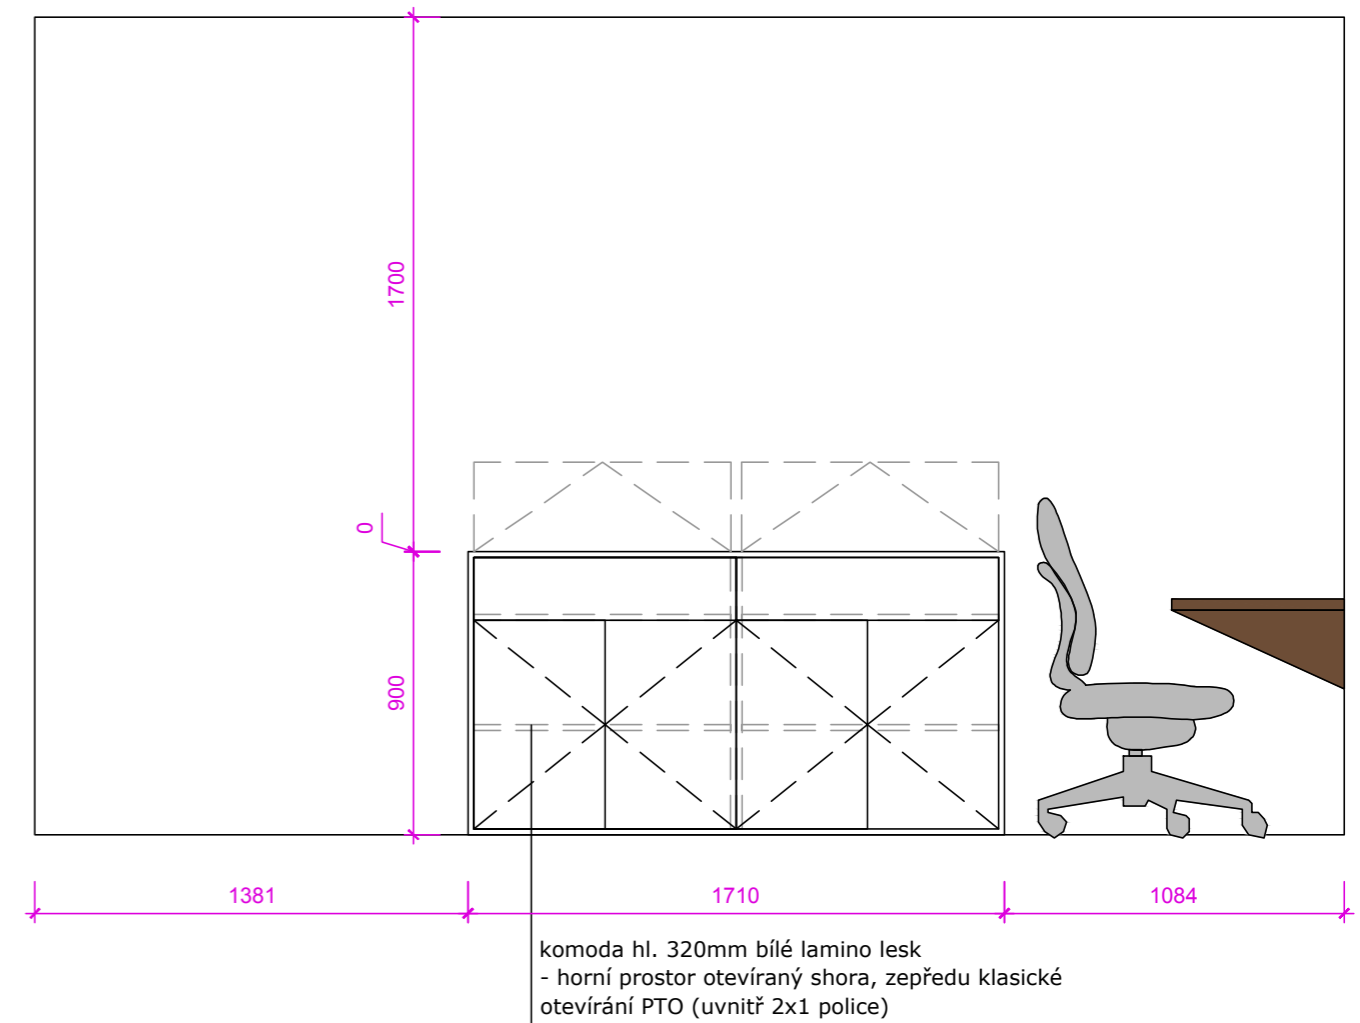 1700
0
900
1381
1710
1084
komoda hl. 320mm bílé lamino lesk
- horní prostor otevíraný shora, zepředu klasické
otevírání PTO (uvnitř 2x1 police)